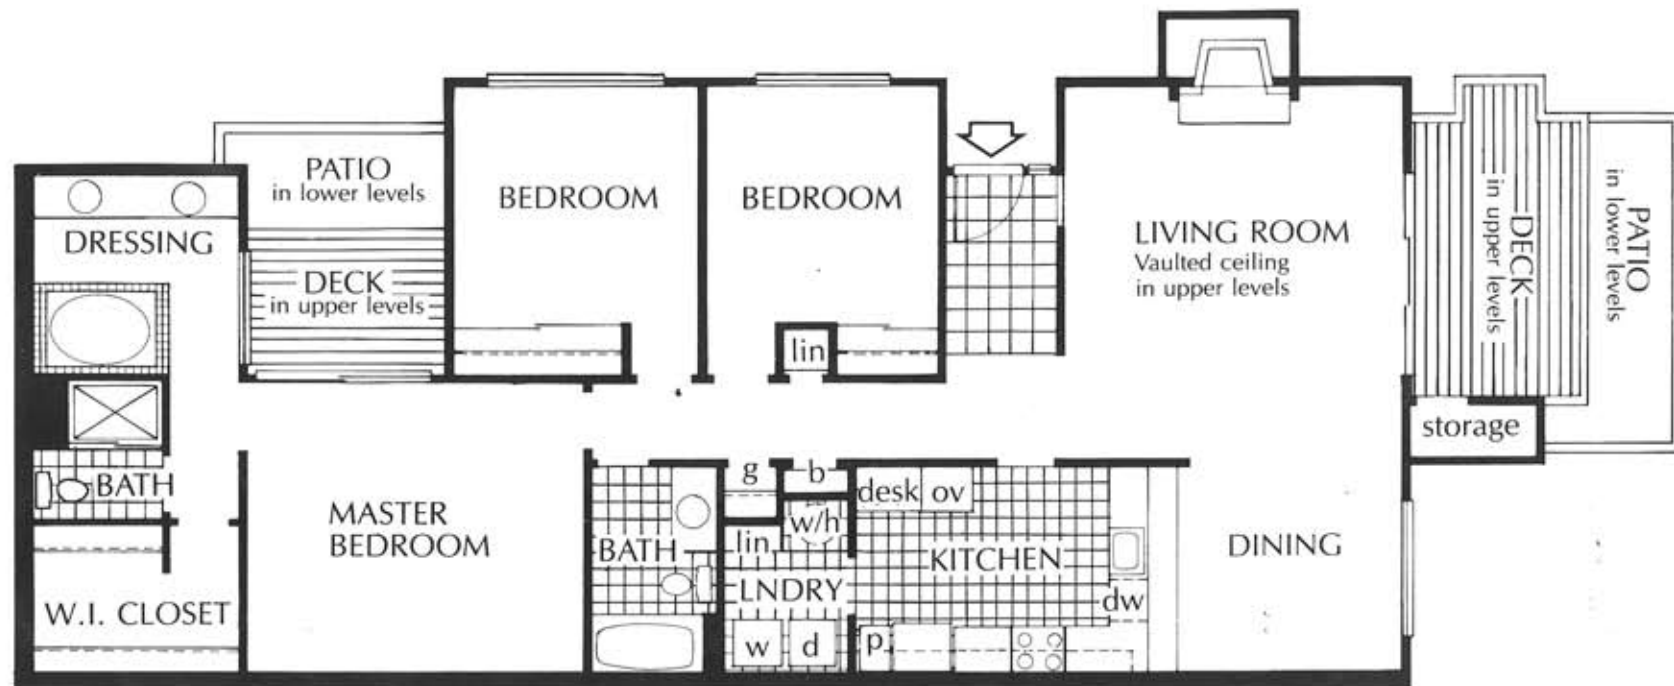 PATIO
in lower levels
DRESSING
DECK
in upper levels
BEDROOM
BEDROOM
lin
LIVING ROOM
Vaulted ceiling
in upper levels
DECK
in upper levels
PATIO
in lower levels
storage
BATH
W.I. CLOSET
MASTER
BEDROOM
BATH
g
b
lin
w/h
LNDRY
w
d
desk
ov
KITCHEN
dw
p
DINING